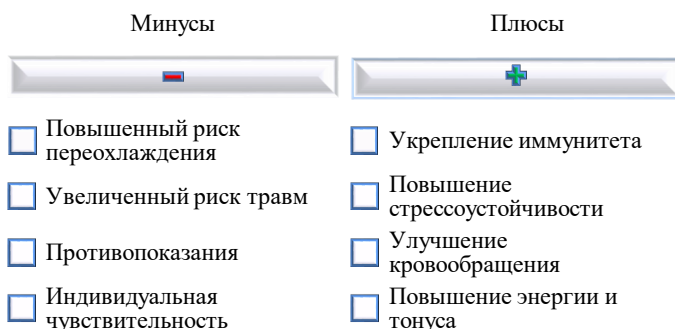 Минусы
Плюсы
Повышенный риск
переохлаждения
Увеличенный риск травм
Противопоказания
Индивидуальная
чувствительность
Укрепление иммунитета
Повышение
стрессоустойчивости
Улучшение
кровообращения
Повышение энергии и
тонуса